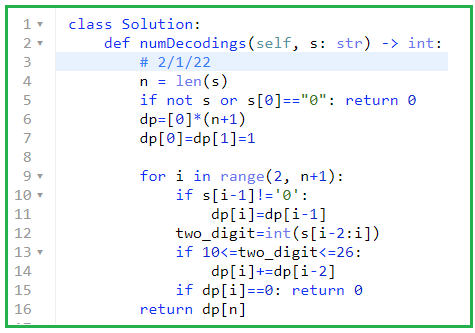 1 class Solution:
2     def numDecodings(self, s: str) -> int:
3         # 2/1/22
4         n = len(s)
5         if not s or s[0]=="0": return 0
6         dp=[0]*(n+1)
7         dp[0]=dp[1]=1
8
9         for i in range(2, n+1):
10             if s[i-1]!='0':
11                 dp[i]=dp[i-1]
12             two_digit=int(s[i-2:i])
13             if 10<=two_digit<=26:
14                 dp[i]+=dp[i-2]
15             if dp[i]==0: return 0
16         return dp[n]